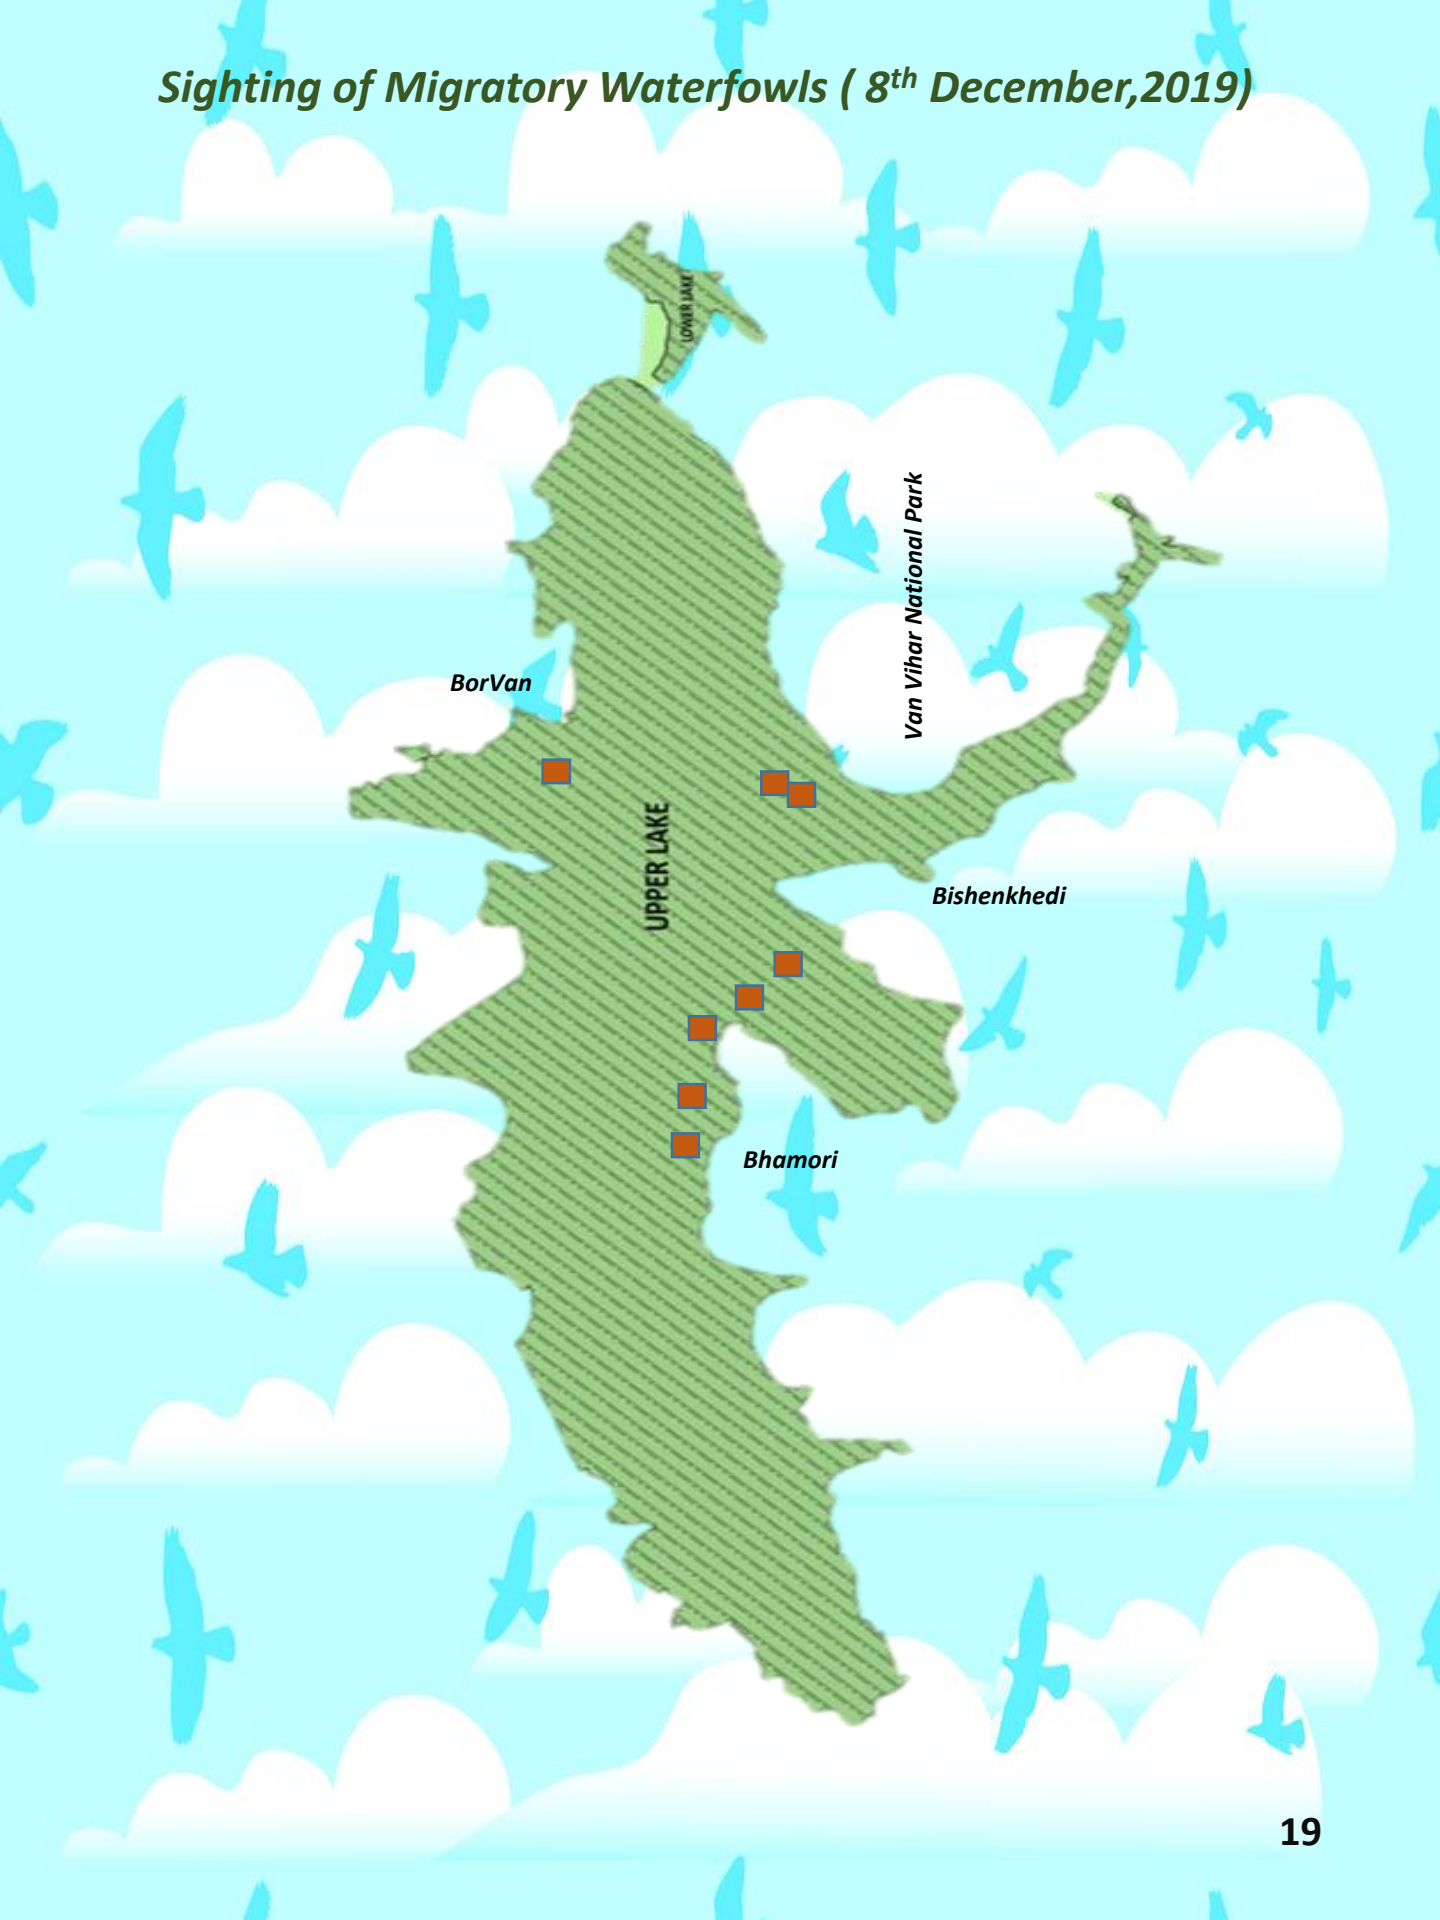 Sighting of Migratory Waterfowls ( 8th December,2019)
LOWER LAKE
Van Vihar National Park
BorVan
UPPER LAKE
Bishenkhedi
Bhamori
19